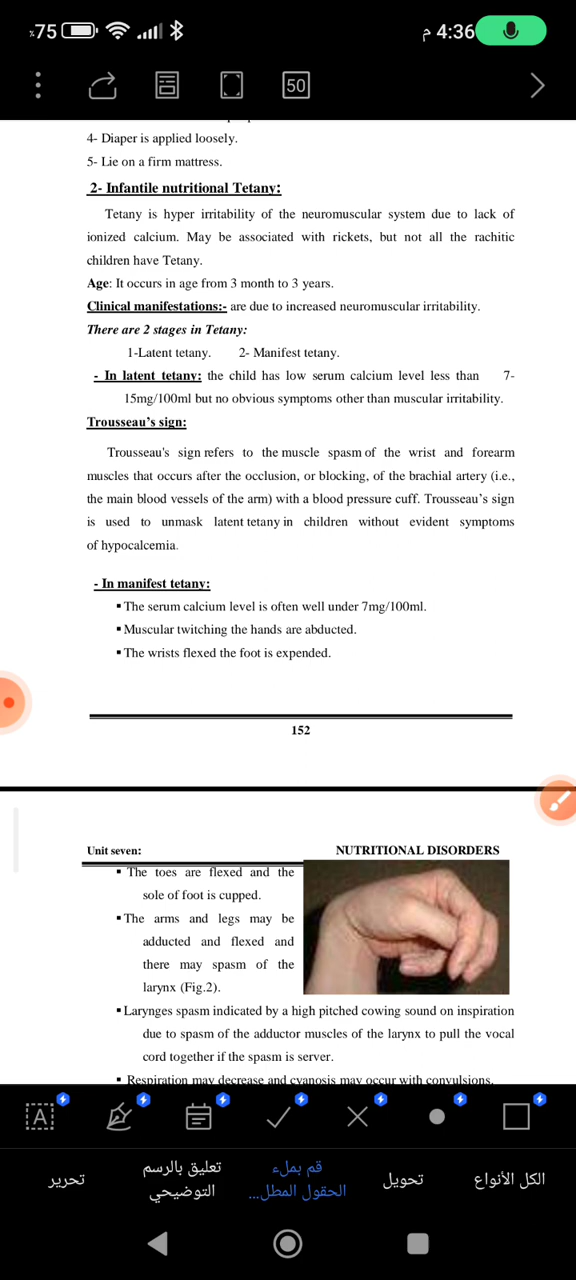 %75
4:36 م
50
4- Diaper is applied loosely.
5- Lie on a firm mattress.
2- Infantile nutritional Tetany:
Tetany is hyper irritability of the neuromuscular system due to lack of
ionized calcium. May be associated with rickets, but not all the rachitic
children have Tetany.
Age: It occurs in age from 3 month to 3 years.
Clinical manifestations:- are due to increased neuromuscular irritability.
There are 2 stages in Tetany:
1-Latent tetany. 2- Manifest tetany.
- In latent tetany: the child has low serum calcium level less than 7-
15mg/100ml but no obvious symptoms other than muscular irritability.
Trousseau's sign:
Trousseau's sign refers to the muscle spasm of the wrist and forearm
muscles that occurs after the occlusion, or blocking, of the brachial artery (i.e.,
the main blood vessels of the arm) with a blood pressure cuff. Trousseau's sign
is used to unmask latent tetany in children without evident symptoms
of hypocalcemia.
- In manifest tetany:
▪ The serum calcium level is often well under 7mg/100ml.
▪ Muscular twitching the hands are abducted.
▪ The wrists flexed the foot is expended.
152
Unit seven: NUTRITIONAL DISORDERS
▪ The toes are flexed and the
sole of foot is cupped.
▪ The arms and legs may be
adducted and flexed and
there may spasm of the
larynx (Fig.2).
▪ Larynges spasm indicated by a high pitched cowing sound on inspiration
due to spasm of the adductor muscles of the larynx to pull the vocal
cord together if the spasm is server.
▪ Respiration may decrease and cyanosis may occur with convulsions.
A
الكل الأنواع
تحويل
قم بملء
الحقول المطل...
تعليق بالرسم
التوضيحي
تحرير